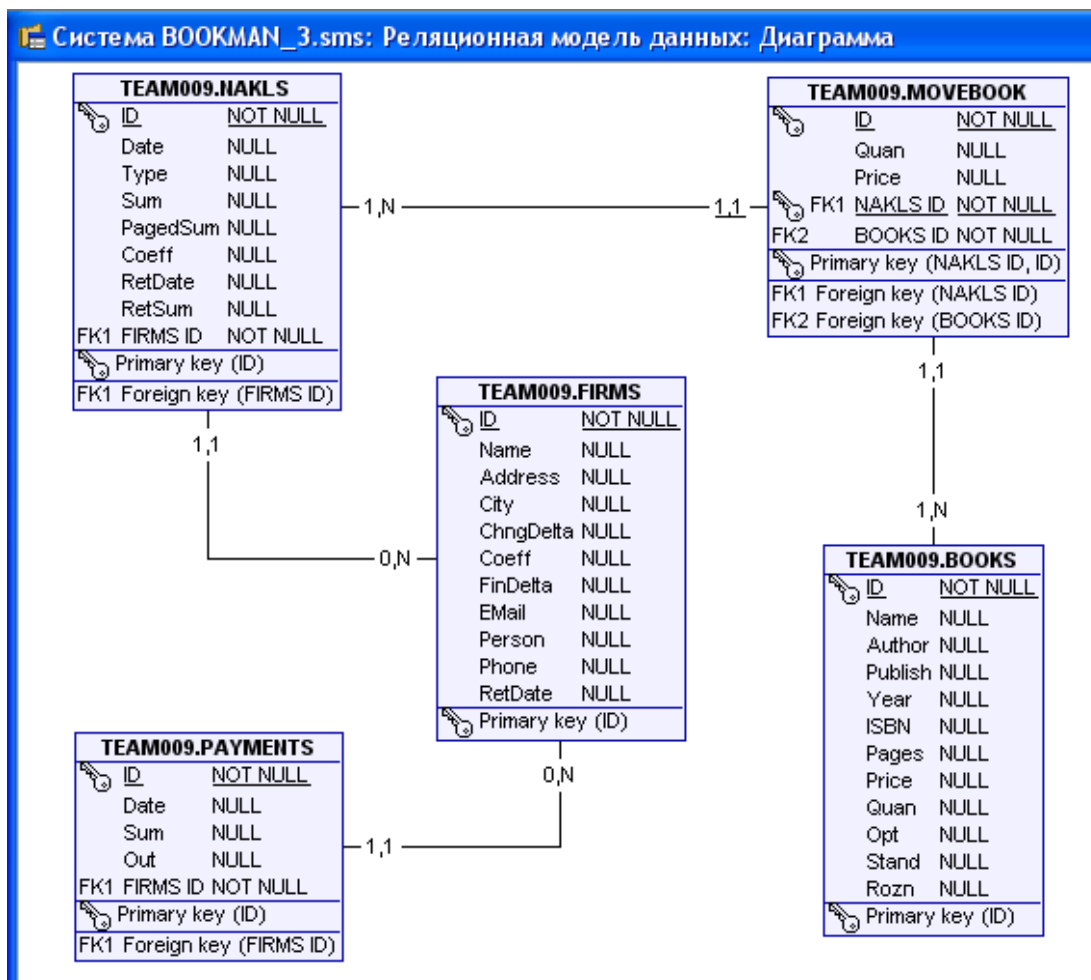 Система BOOKMAN_3.sms: Реляционная модель данных: Диаграмма
TEAM009.NAKLS
ID NOT NULL
Date NULL
Type NULL
Sum NULL
PagedSum NULL
Coeff NULL
RetDate NULL
RetSum NULL
FK1 FIRMS ID NOT NULL
Primary key (ID)
FK1 Foreign key (FIRMS ID)
1,N
1,1
TEAM009.MOVEBOOK
ID NOT NULL
Quan NULL
Price NULL
FK1 NAKLS ID NOT NULL
FK2 BOOKS ID NOT NULL
Primary key (NAKLS ID, ID)
FK1 Foreign key (NAKLS ID)
FK2 Foreign key (BOOKS ID)
1,1
1,N
1,1
0,N
TEAM009.FIRMS
ID NOT NULL
Name NULL
Address NULL
City NULL
ChngDelta NULL
Coeff NULL
FinDelta NULL
EMail NULL
Person NULL
Phone NULL
RetDate NULL
Primary key (ID)
0,N
1,1
TEAM009.PAYMENTS
ID NOT NULL
Date NULL
Sum NULL
Out NULL
FK1 FIRMS ID NOT NULL
Primary key (ID)
FK1 Foreign key (FIRMS ID)
TEAM009.BOOKS
ID NOT NULL
Name NULL
Author NULL
Publish NULL
Year NULL
ISBN NULL
Pages NULL
Price NULL
Quan NULL
Opt NULL
Stand NULL
Rozn NULL
Primary key (ID)